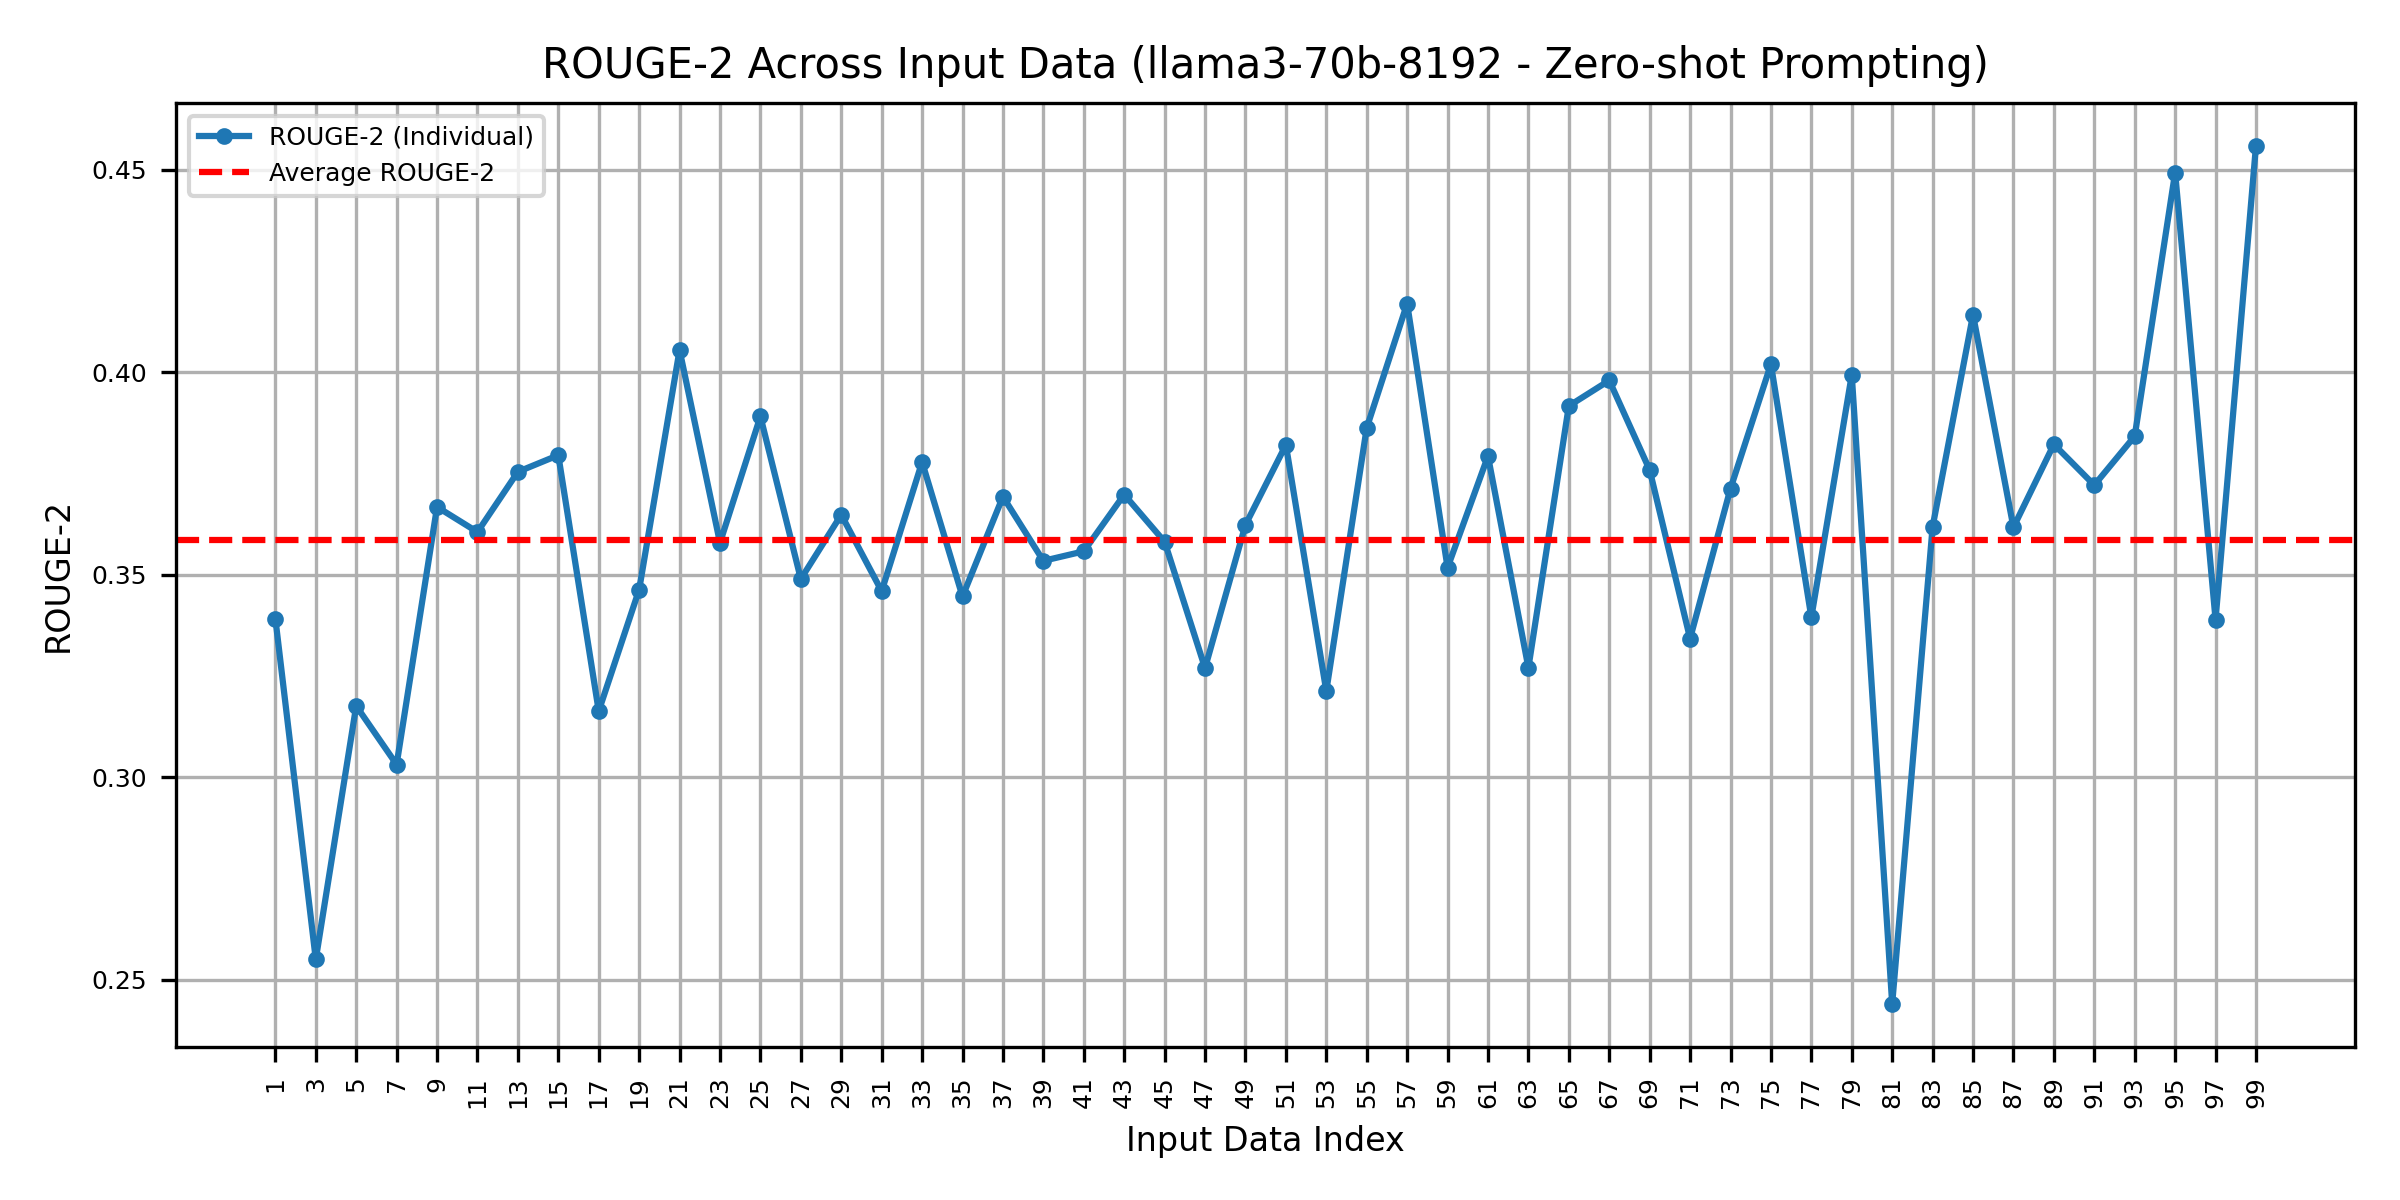 ROUGE-2 Across Input Data (llama3-70b-8192 - Zero-shot Prompting)
ROUGE-2 (Individual)
Average ROUGE-2
0.45
0.40
0.35
0.30
0.25
ROUGE-2
1 3 5 7 9 11 13 15 17 19 21 23 25 27 29 31 33 35 37 39 41 43 45 47 49 51 53 55 57 59 61 63 65 67 69 71 73 75 77 79 81 83 85 87 89 91 93 95 97 99
Input Data Index